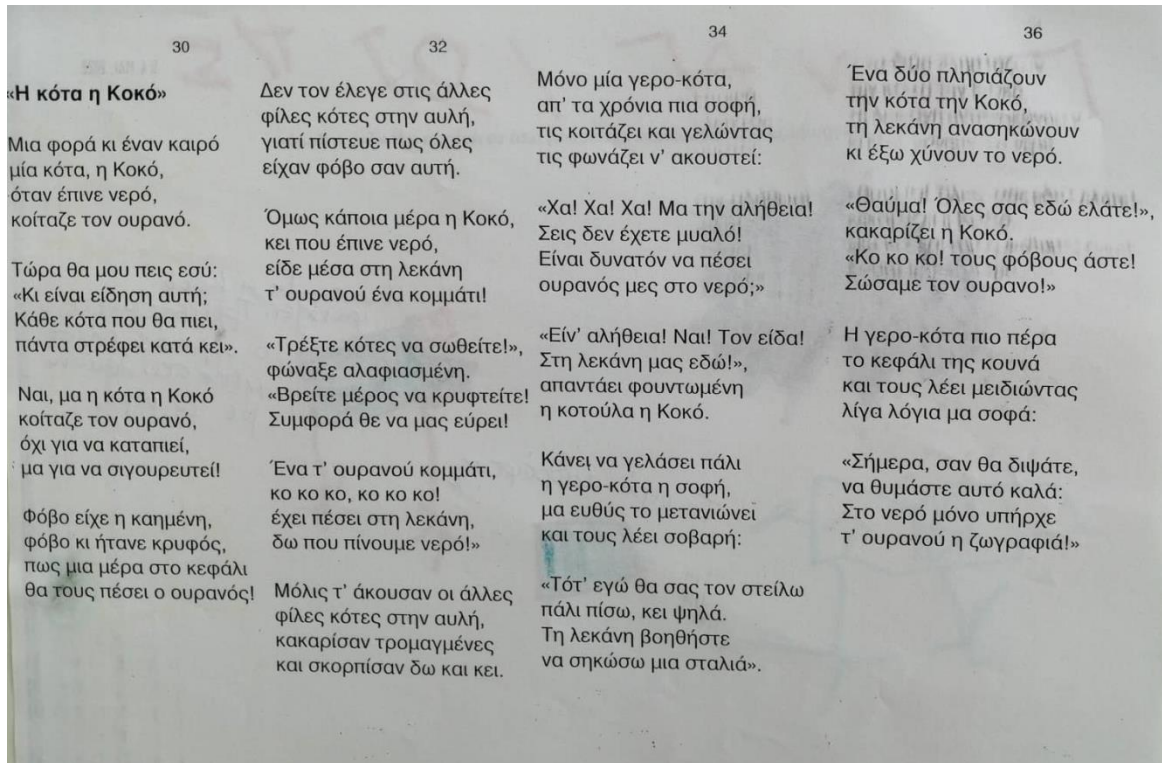 30
«Η κότα η Κοκό»
Μια φορά κι έναν καιρό
μία κότα, η Κοκό,
όταν έπινε νερό,
κοίταζε τον ουρανό.
Τώρα θα μου πεις εσύ:
«Κι είναι είδηση αυτή;
Κάθε κότα που θα πιει,
πάντα στρέφει κατά κει».
Ναι, μα η κότα η Κοκό
κοίταζε τον ουρανό,
όχι για να καταπιεί,
μα για να σιγουρευτεί!
Φόβο είχε η καημένη,
φόβο κι ήτανε κρυφός,
πως μια μέρα στο κεφάλι
θα τους πέσει ο ουρανός!
32
Δεν τον έλεγε στις άλλες
φίλες κότες στην αυλή,
γιατί πίστευε πως όλες
είχαν φόβο σαν αυτή.
Όμως κάποια μέρα η Κοκό,
κει που έπινε νερό,
είδε μέσα στη λεκάνη
τ' ουρανού ένα κομμάτι!
«Τρέξτε κότες να σωθείτε!»,
φώναξε αλαφιασμένη.
«Βρείτε μέρος να κρυφτείτε!
Συμφορά θε να μας εύρει!
Ένα τ' ουρανού κομμάτι,
κο κο κο, κο κο κο!
έχει πέσει στη λεκάνη,
δω που πίνουμε νερό!»
Μόλις τ' άκουσαν οι άλλες
φίλες κότες στην αυλή,
κακαρίσαν τρομαγμένες
και σκορπίσαν δω και κει.
34
Μόνο μία γερο-κότα,
απ' τα χρόνια πια σοφή,
τις κοιτάζει και γελώντας
τις φωνάζει ν' ακουστεί:
«Χα! Χα! Χα! Μα την αλήθεια!
Σεις δεν έχετε μυαλό!
Είναι δυνατόν να πέσει
ουρανός μες στο νερό;»
«Είν' αλήθεια! Ναι! Τον είδα!
Στη λεκάνη μας εδώ!»,
απαντάει φουντωμένη
η κοτούλα η Κοκό.
Κάνει να γελάσει πάλι
η γερο-κότα η σοφή,
μα ευθύς το μετανιώνει
και τους λέει σοβαρή:
«Τότ' εγώ θα σας τον στείλω
πάλι πίσω, κει ψηλά.
Τη λεκάνη βοηθήστε
να σηκώσω μια σταλιά».
36
Ένα δύο πλησιάζουν
την κότα την Κοκό,
τη λεκάνη ανασηκώνουν
κι έξω χύνουν το νερό.
«Θαύμα! Όλες σας εδώ ελάτε!»,
κακαρίζει η Κοκό.
«Κο κο κο! τους φόβους άστε!
Σώσαμε τον ουρανο!»
Η γερο-κότα πιο πέρα
το κεφάλι της κουνά
και τους λέει μειδιώντας
λίγα λόγια μα σοφά:
«Σήμερα, σαν θα διψάτε,
να θυμάστε αυτό καλά:
Στο νερό μόνο υπήρχε
τ' ουρανού η ζωγραφιά!»